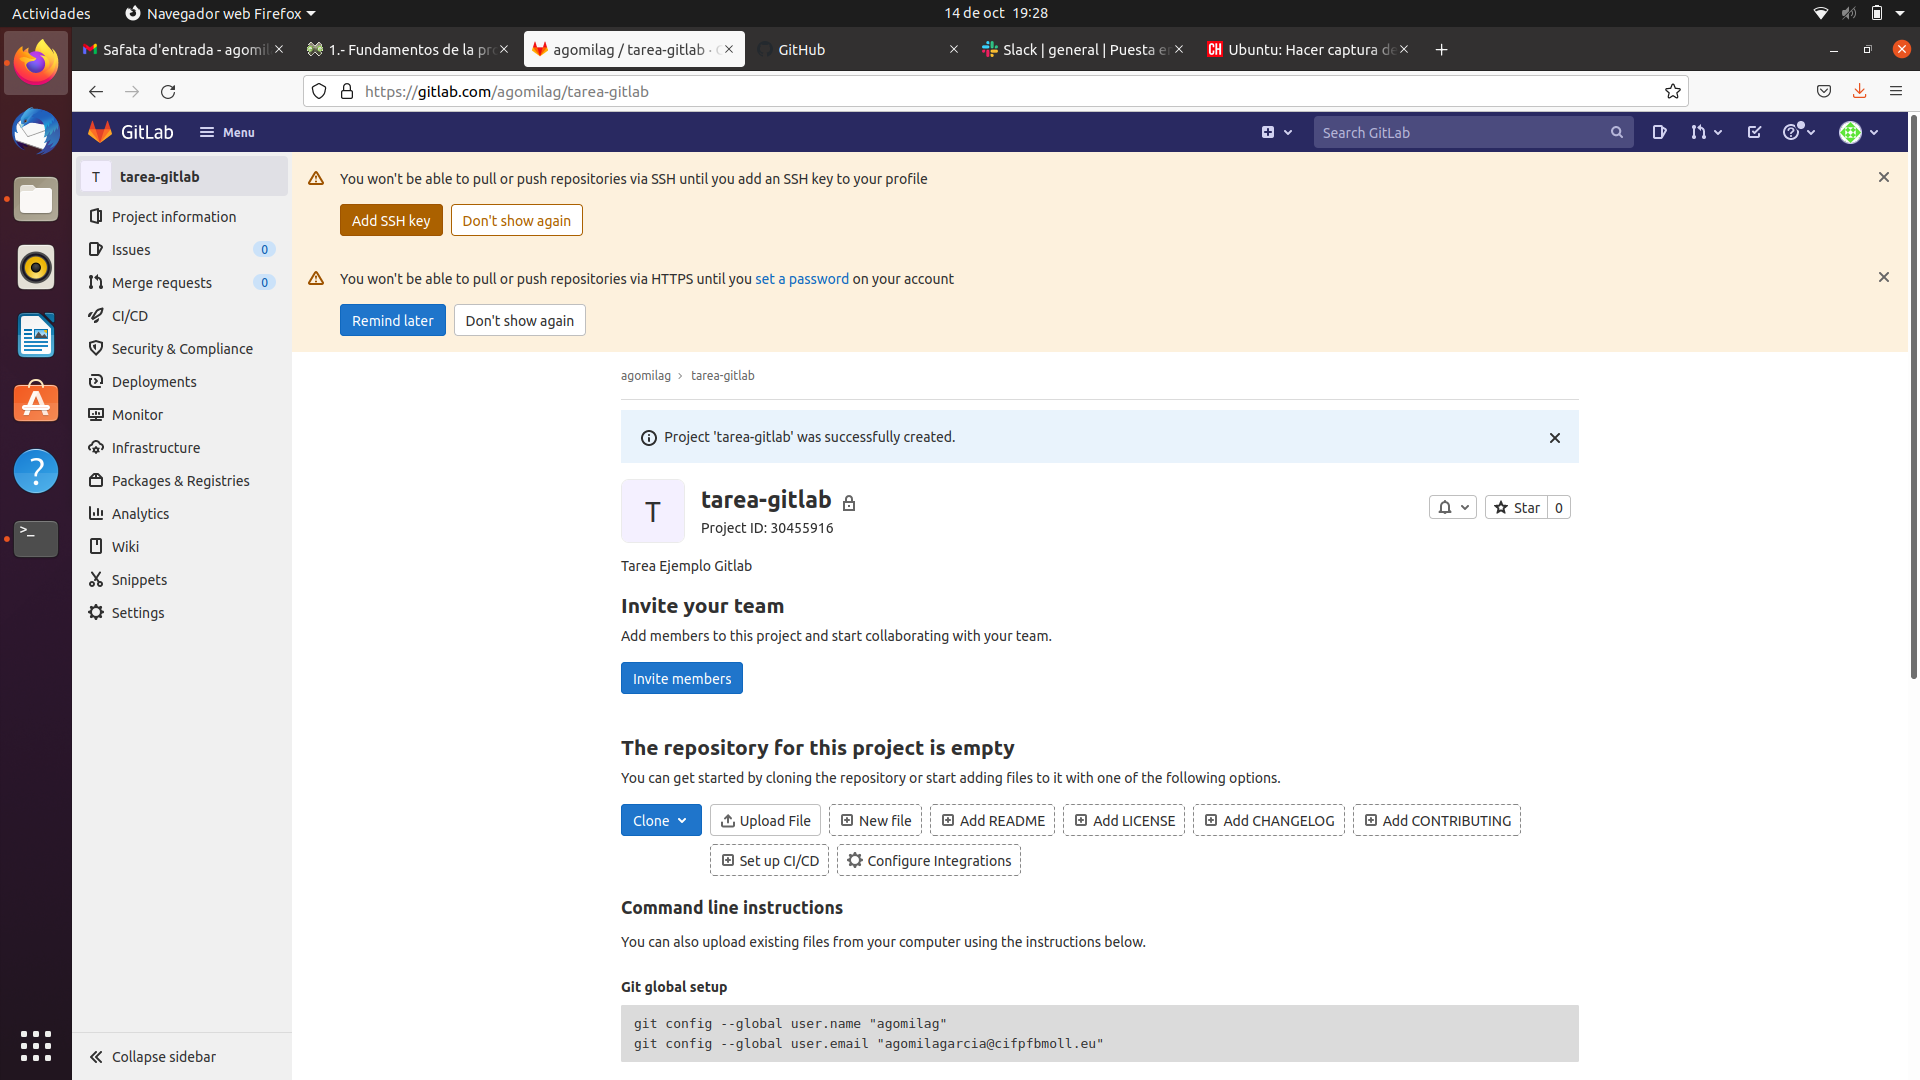 Actividades
Navegador web Firefox
14 de oct 19:28
Safata d'entrada - agomil
1.- Fundamentos de la pr
agomilag / tarea-gitlab ·
GitHub
Slack | general | Puesta e
Ubuntu: Hacer captura de
https://gitlab.com/agomilag/tarea-gitlab
GitLab
Menu
Search GitLab
T
tarea-gitlab
Project information
Issues
0
Merge requests
0
CI/CD
Security & Compliance
Deployments
Monitor
Infrastructure
Packages & Registries
Analytics
Wiki
Snippets
Settings
Collapse sidebar
You won't be able to pull or push repositories via SSH until you add an SSH key to your profile
Add SSH key
Don't show again
You won't be able to pull or push repositories via HTTPS until you set a password on your account
Remind later
Don't show again
agomilag › tarea-gitlab
Project 'tarea-gitlab' was successfully created.
T
tarea-gitlab
Project ID: 30455916
Star
0
Tarea Ejemplo Gitlab
Invite your team
Add members to this project and start collaborating with your team.
Invite members
The repository for this project is empty
You can get started by cloning the repository or start adding files to it with one of the following options.
Clone
Upload File
New file
Add README
Add LICENSE
Add CHANGELOG
Add CONTRIBUTING
Set up CI/CD
Configure Integrations
Command line instructions
You can also upload existing files from your computer using the instructions below.
Git global setup
git config --global user.name "agomilag"
git config --global user.email "agomilagarcia@cifpfbmoll.eu"